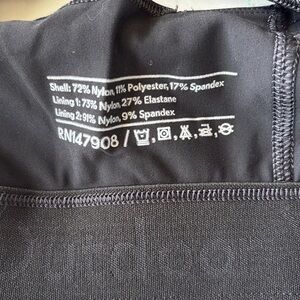 Shell: 72% Nylon, 11% Polyester, 17% Spandex
Lining 1: 73% Nylon, 27% Elastane
Lining 2: 91% Nylon, 9% Spandex
RN147908 /